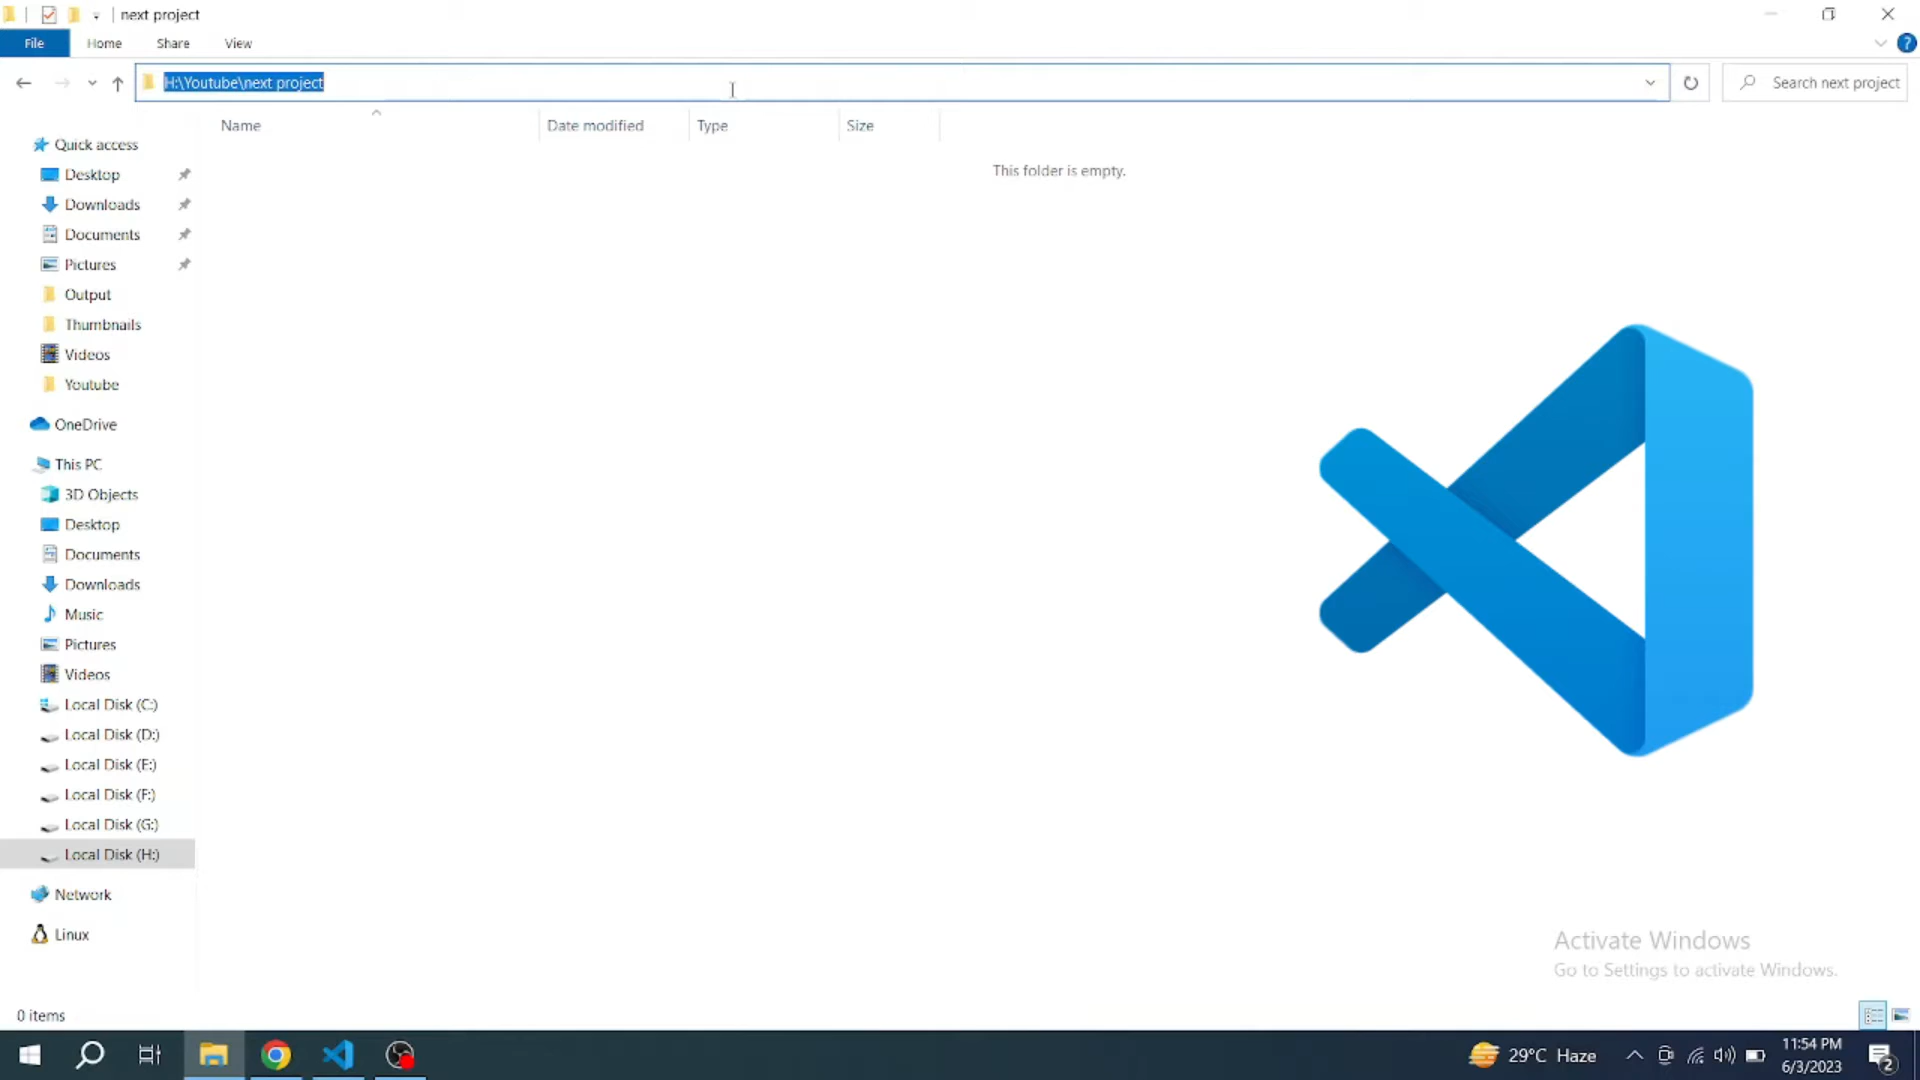 next project
File Home Share View
H:\Youtube\next project
Search next project
Name Date modified Type Size
This folder is empty.
Quick access
Desktop
Downloads
Documents
Pictures
Output
Thumbnails
Videos
Youtube
OneDrive
This PC
3D Objects
Desktop
Documents
Downloads
Music
Pictures
Videos
Local Disk (C:)
Local Disk (D:)
Local Disk (E:)
Local Disk (F:)
Local Disk (G:)
Local Disk (H:)
Network
Linux
Activate Windows
Go to Settings to activate Windows.
0 items
29°C Haze
11:54 PM
6/3/2023
2